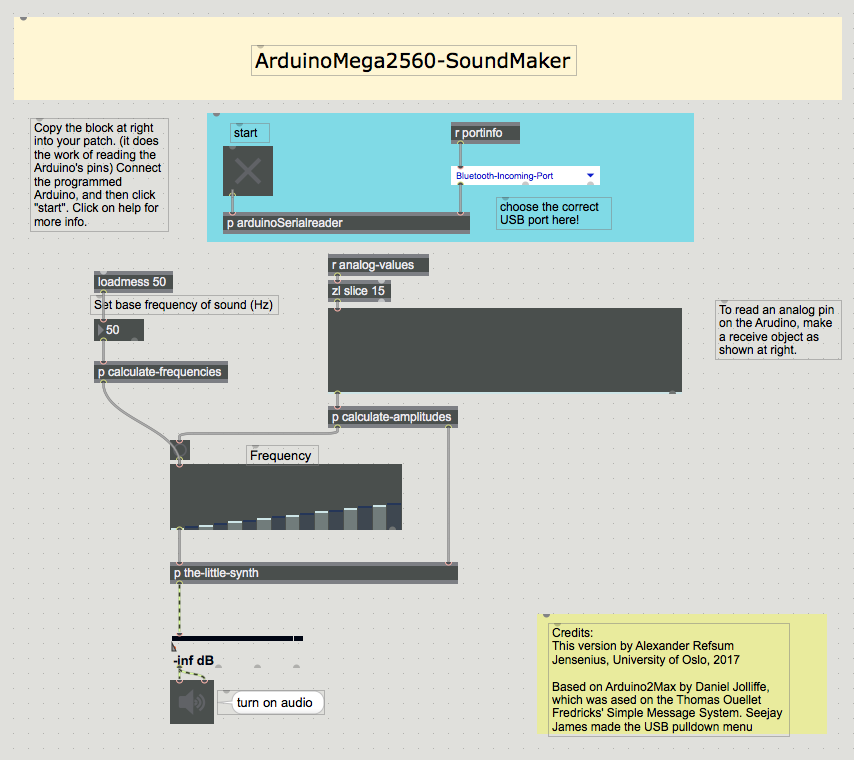 ArduinoMega2560-SoundMaker
Copy the block at right
into your patch. (it does
the work of reading the
Arduino's pins) Connect
the programmed
Arduino, and then click
"start". Click on help for
more info.
start
r portinfo
Bluetooth-Incoming-Port
p arduinoSerialreader
choose the correct
USB port here!
r analog-values
zl slice 15
loadmess 50
Set base frequency of sound (Hz)
50
p calculate-frequencies
To read an analog pin
on the Arudino, make
a receive object as
shown at right.
p calculate-amplitudes
Frequency
p the-little-synth
-inf dB
turn on audio
Credits:
This version by Alexander Refsum
Jensenius, University of Oslo, 2017
Based on Arduino2Max by Daniel Jolliffe,
which was ased on the Thomas Ouellet
Fredricks' Simple Message System. Seejay
James made the USB pulldown menu